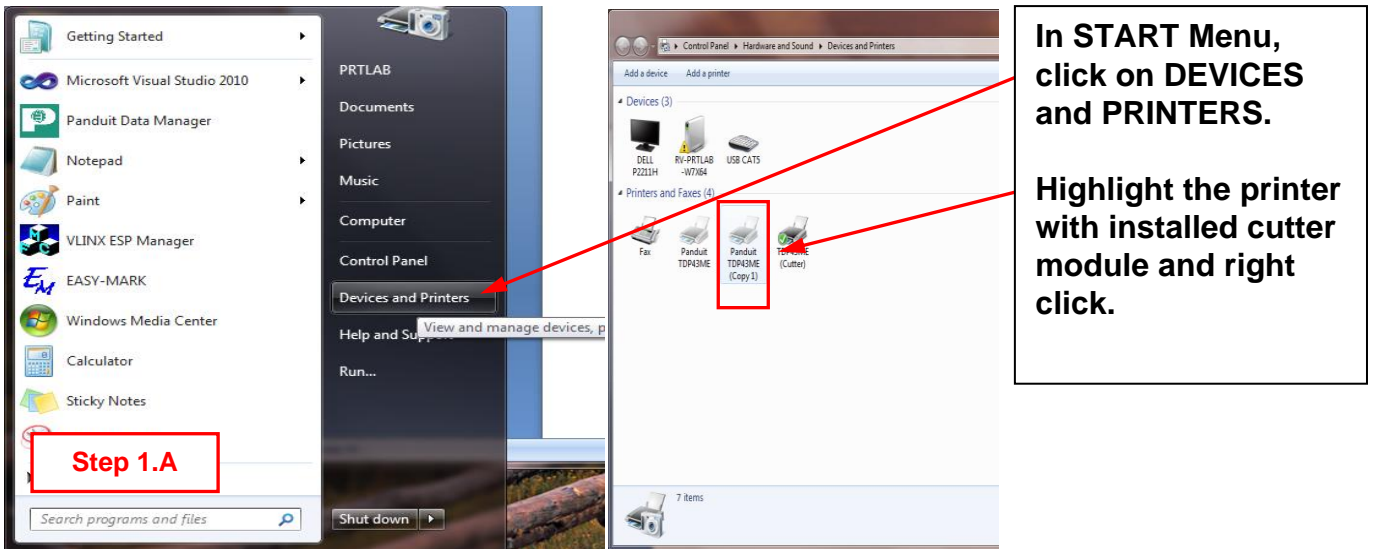 Getting Started
Microsoft Visual Studio 2010
Panduit Data Manager
Notepad
Paint
VLINX ESP Manager
EASY-MARK
Windows Media Center
Calculator
Sticky Notes
Step 1.A
Search programs and files
PRTLAB
Documents
Pictures
Music
Computer
Control Panel
Devices and Printers
View and manage devices, p
Help and Sup
Run...
Shut down
Control Panel Hardware and Sound Devices and Printers
Add a device Add a printer
Devices (3)
DELL P2211H
RV-PRTLAB -W7X64
USB CAT5
Printers and Faxes (4)
Fax
Panduit TDP43ME
Panduit TDP43ME (Copy 1)
TDP43ME (Cutter)
7 items
In START Menu,
click on DEVICES
and PRINTERS.
Highlight the printer
with installed cutter
module and right
click.